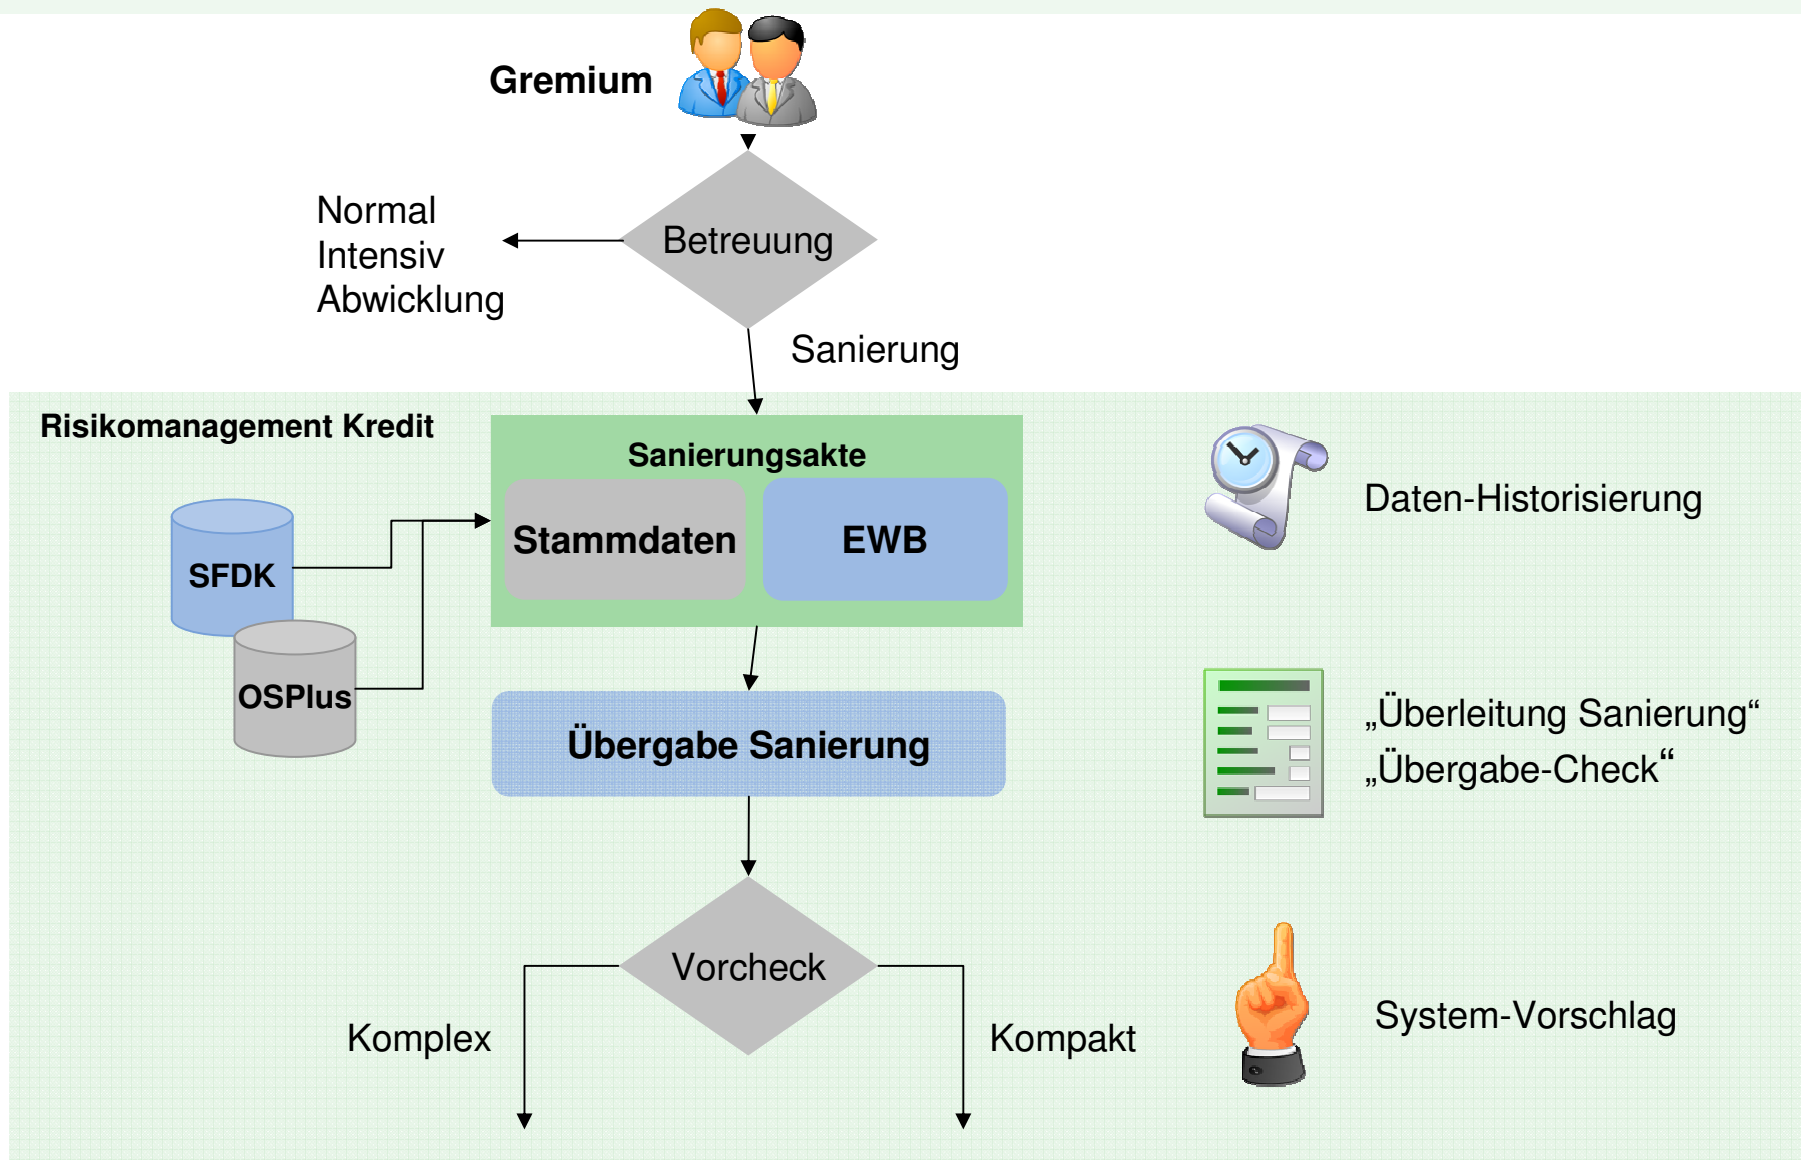 Gremium
Betreuung
Normal
Intensiv
Abwicklung
Sanierung
Risikomanagement Kredit
Sanierungsakte
Stammdaten
EWB
SFDK
OSPlus
Daten-Historisierung
Übergabe Sanierung
„Überleitung Sanierung“
„Übergabe-Check“
Vorcheck
Komplex
Kompakt
System-Vorschlag